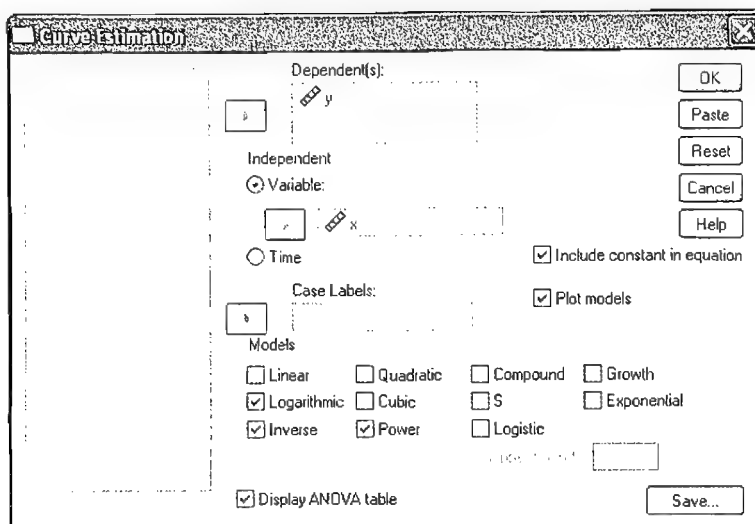 Curve Estimation
Dependent(s):
y
OK
Paste
Reset
Cancel
Help
Independent
Variable:
x
Time
Include constant in equation
Case Labels:
Plot models
Models
Linear
Quadratic
Compound
Growth
Logarithmic
Cubic
S
Exponential
Inverse
Power
Logistic
Display ANOVA table
Save...